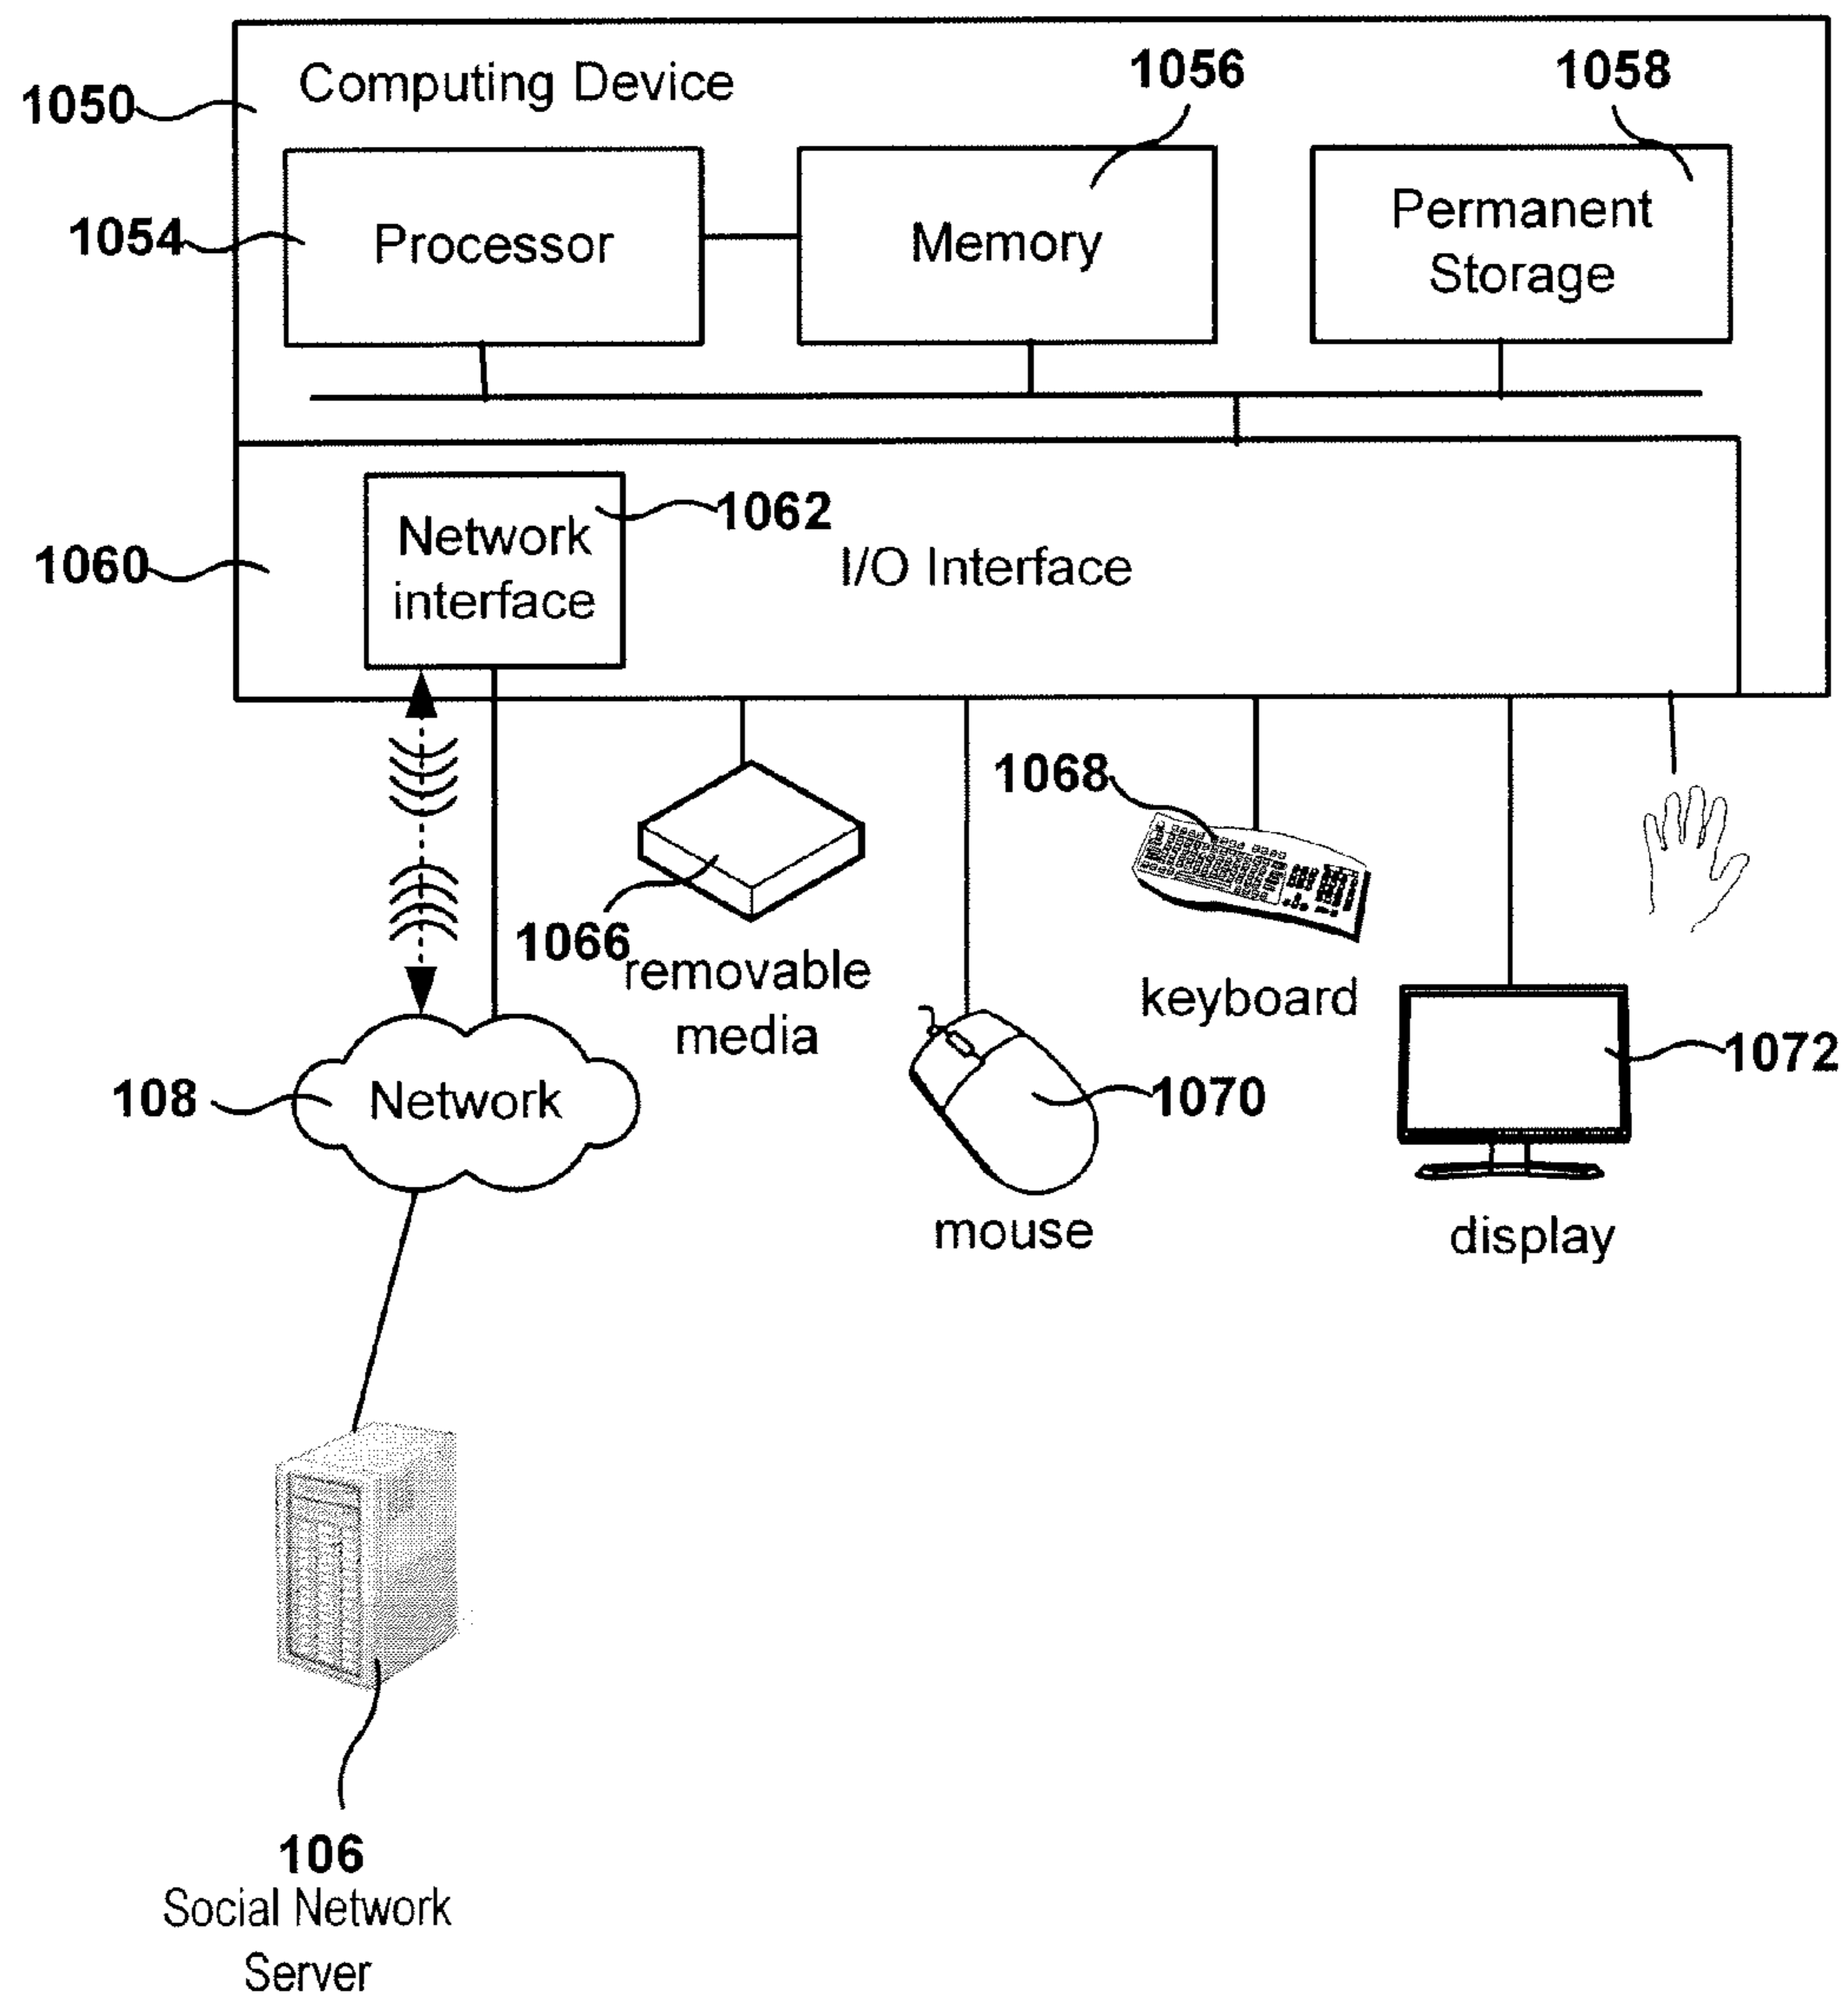 1056
1058
Computing Device
1050
Permanent
Storage
1054
Processor
Memory
1062
Network
interface
1060
I/O Interface
1068
1066
removable
media
keyboard
1072
108
Network
1070
mouse
display
106
Social Network
Server